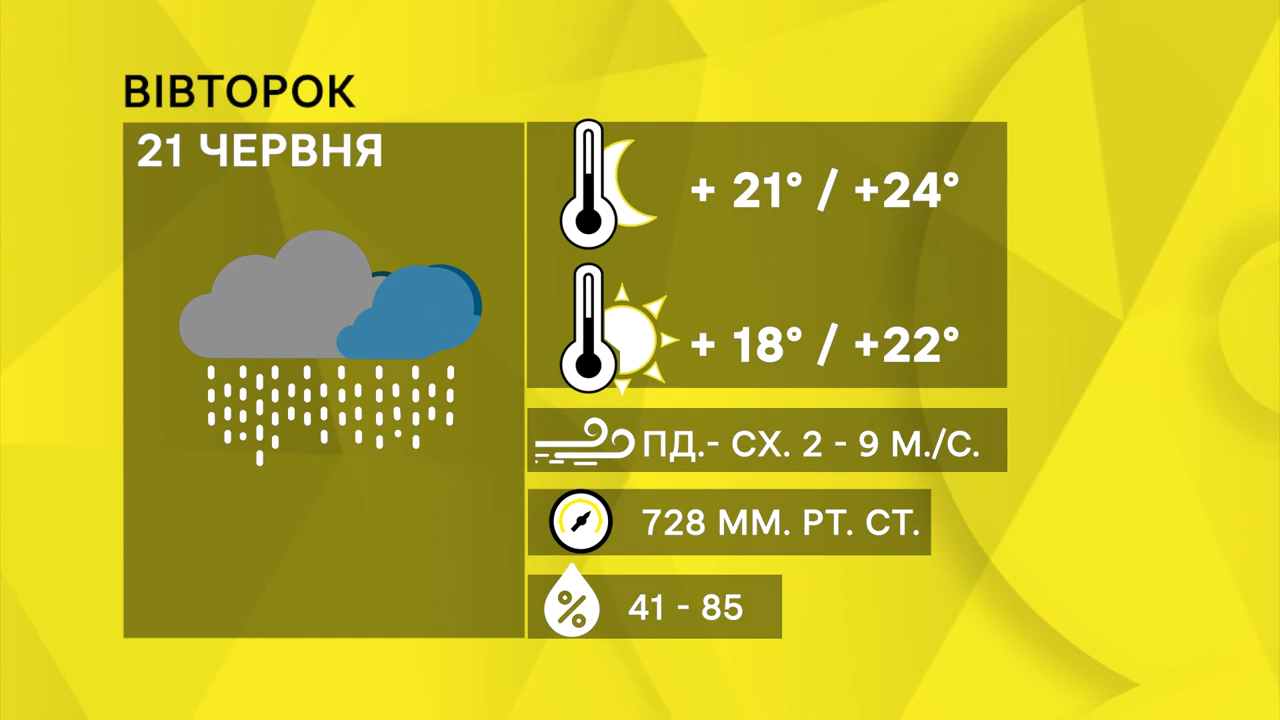 ВІВТОРОК
21 ЧЕРВНЯ
+ 21° / +24°
+ 18° / +22°
ПД.- СХ. 2 - 9 М./С.
728 ММ. РТ. СТ.
% 41 - 85